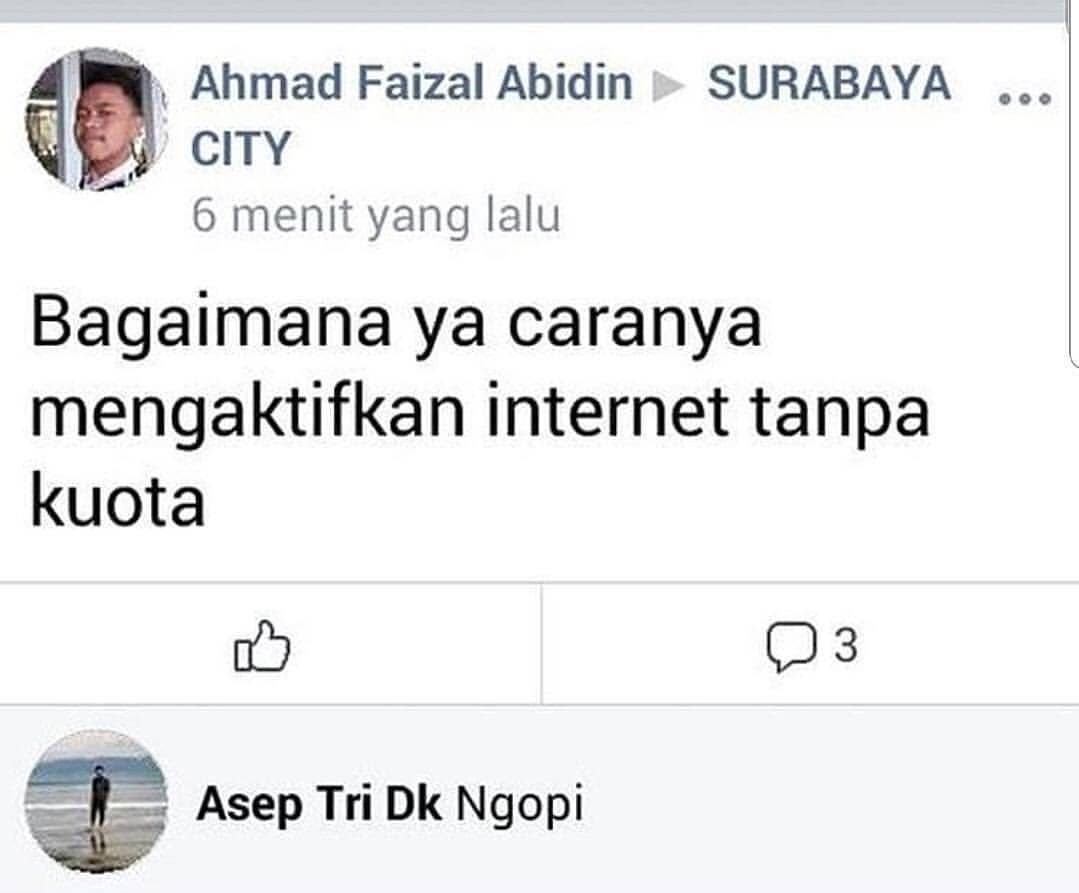 Ahmad Faizal Abidin ▶ SURABAYA
CITY
6 menit yang lalu
Bagaimana ya caranya
mengaktifkan internet tanpa
kuota
3
Asep Tri Dk Ngopi